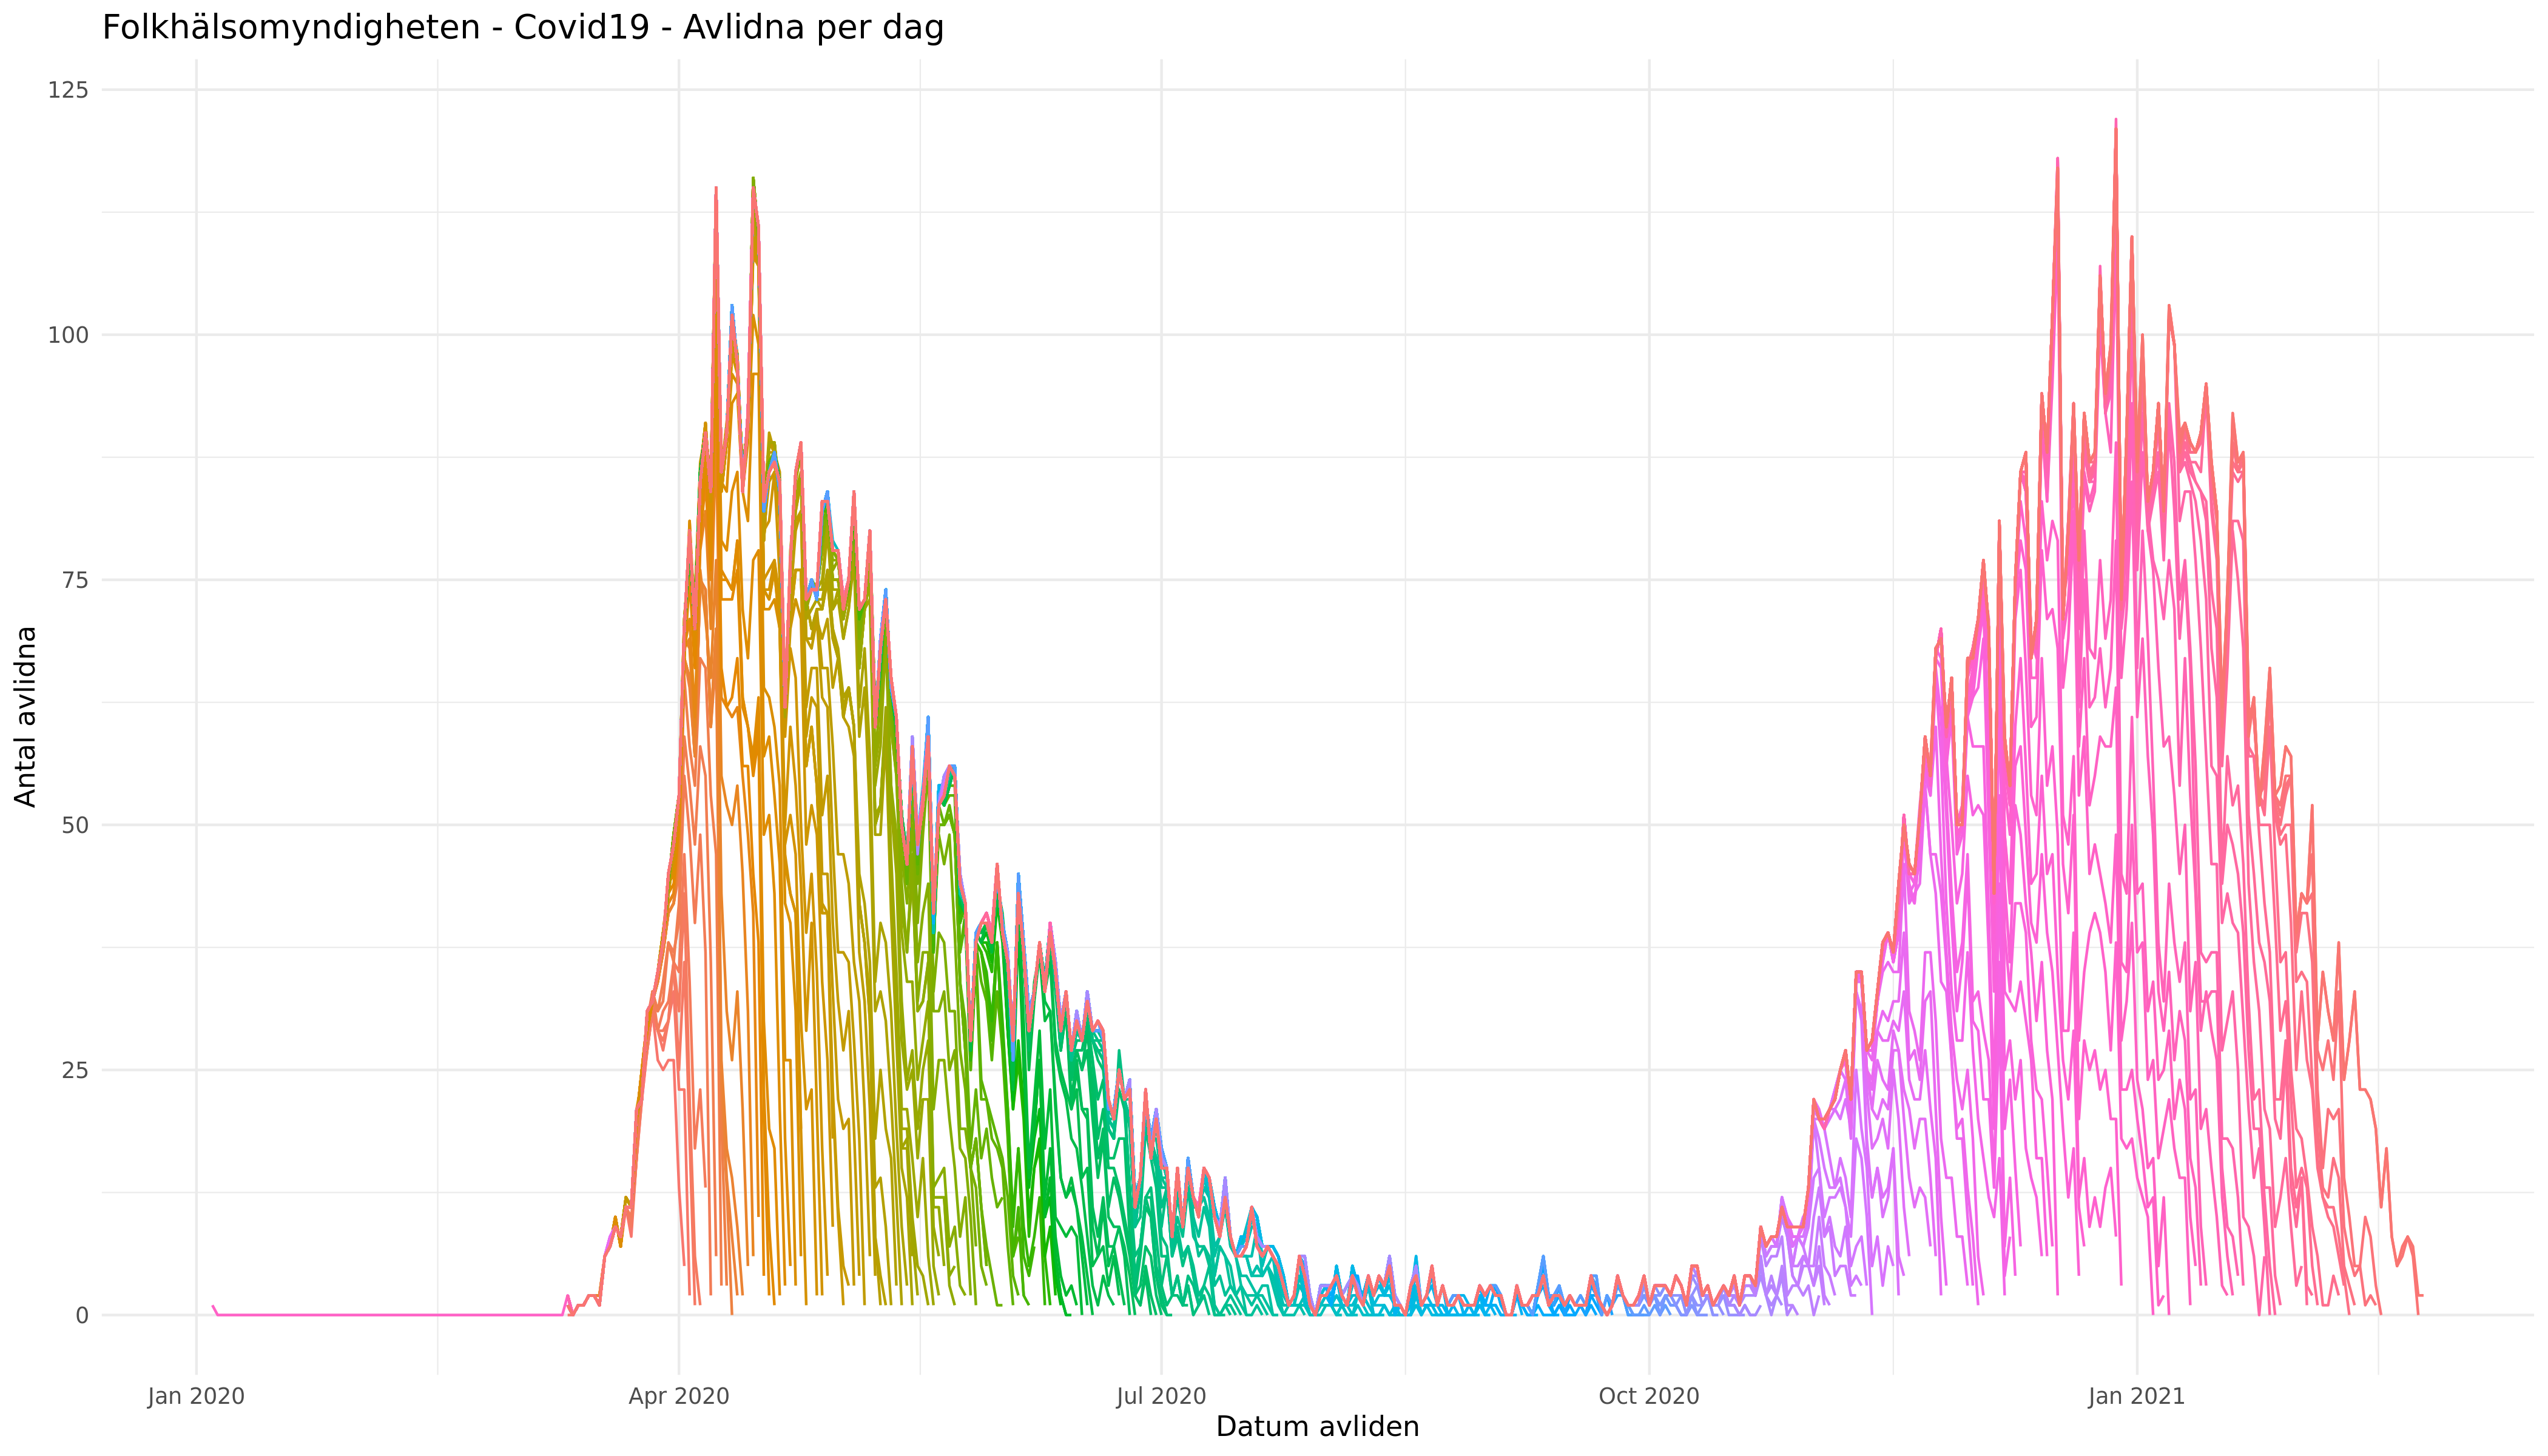 Folkhälsomyndigheten - Covid19 - Avlidna per dag
125
100
75
50
25
0
Antal avlidna
Jan 2020
Apr 2020
Jul 2020
Oct 2020
Jan 2021
Datum avliden